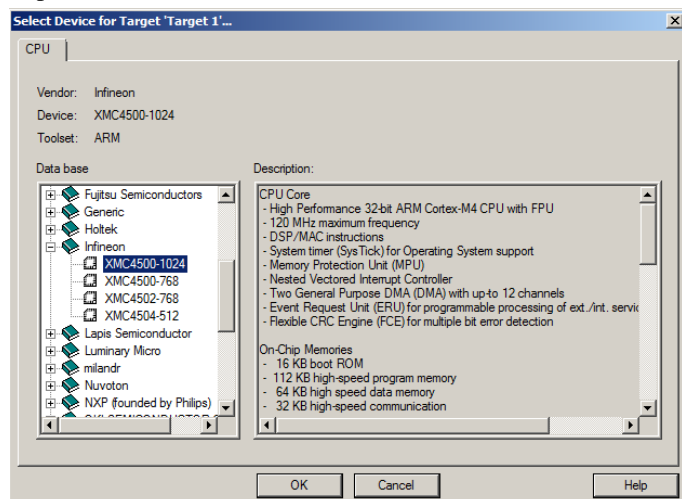 Select Device for Target 'Target 1'...
CPU
Vendor: Infineon
Device: XMC4500-1024
Toolset: ARM
Data base
Description:
Fujitsu Semiconductors
Generic
Holtek
Infineon
XMC4500-1024
XMC4500-768
XMC4502-768
XMC4504-512
Lapis Semiconductor
Luminary Micro
milandr
Nuvoton
NXP (founded by Philips)
CPU Core
- High Performance 32-bit ARM Cortex-M4 CPU with FPU
- 120 MHz maximum frequency
- DSP/MAC instructions
- System timer (SysTick) for Operating System support
- Memory Protection Unit (MPU)
- Nested Vectored Interrupt Controller
- Two General Purpose DMA (DMA) with up-to 12 channels
- Event Request Unit (ERU) for programmable processing of ext./int. servic
- Flexible CRC Engine (FCE) for multiple bit error detection
On-Chip Memories
- 16 KB boot ROM
- 112 KB high-speed program memory
- 64 KB high speed data memory
- 32 KB high-speed communication
OK
Cancel
Help